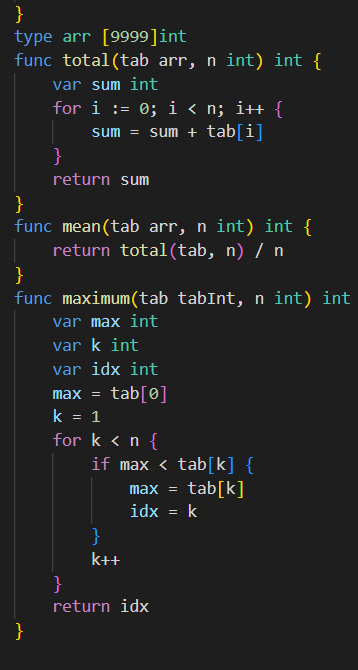 }
type arr [9999]int
func total(tab arr, n int) int {
    var sum int
    for i := 0; i < n; i++ {
        sum = sum + tab[i]
    }
    return sum
}
func mean(tab arr, n int) int {
    return total(tab, n) / n
}
func maximum(tab tabInt, n int) int
    var max int
    var k int
    var idx int
    max = tab[0]
    k = 1
    for k < n {
        if max < tab[k] {
            max = tab[k]
            idx = k
        }
        k++
    }
    return idx
}